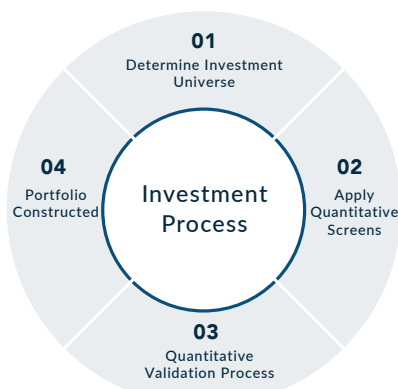 01
Determine Investment
Universe
02
Apply
Quantitative
Screens
03
Quantitative
Validation Process
04
Portfolio
Constructed
Investment
Process